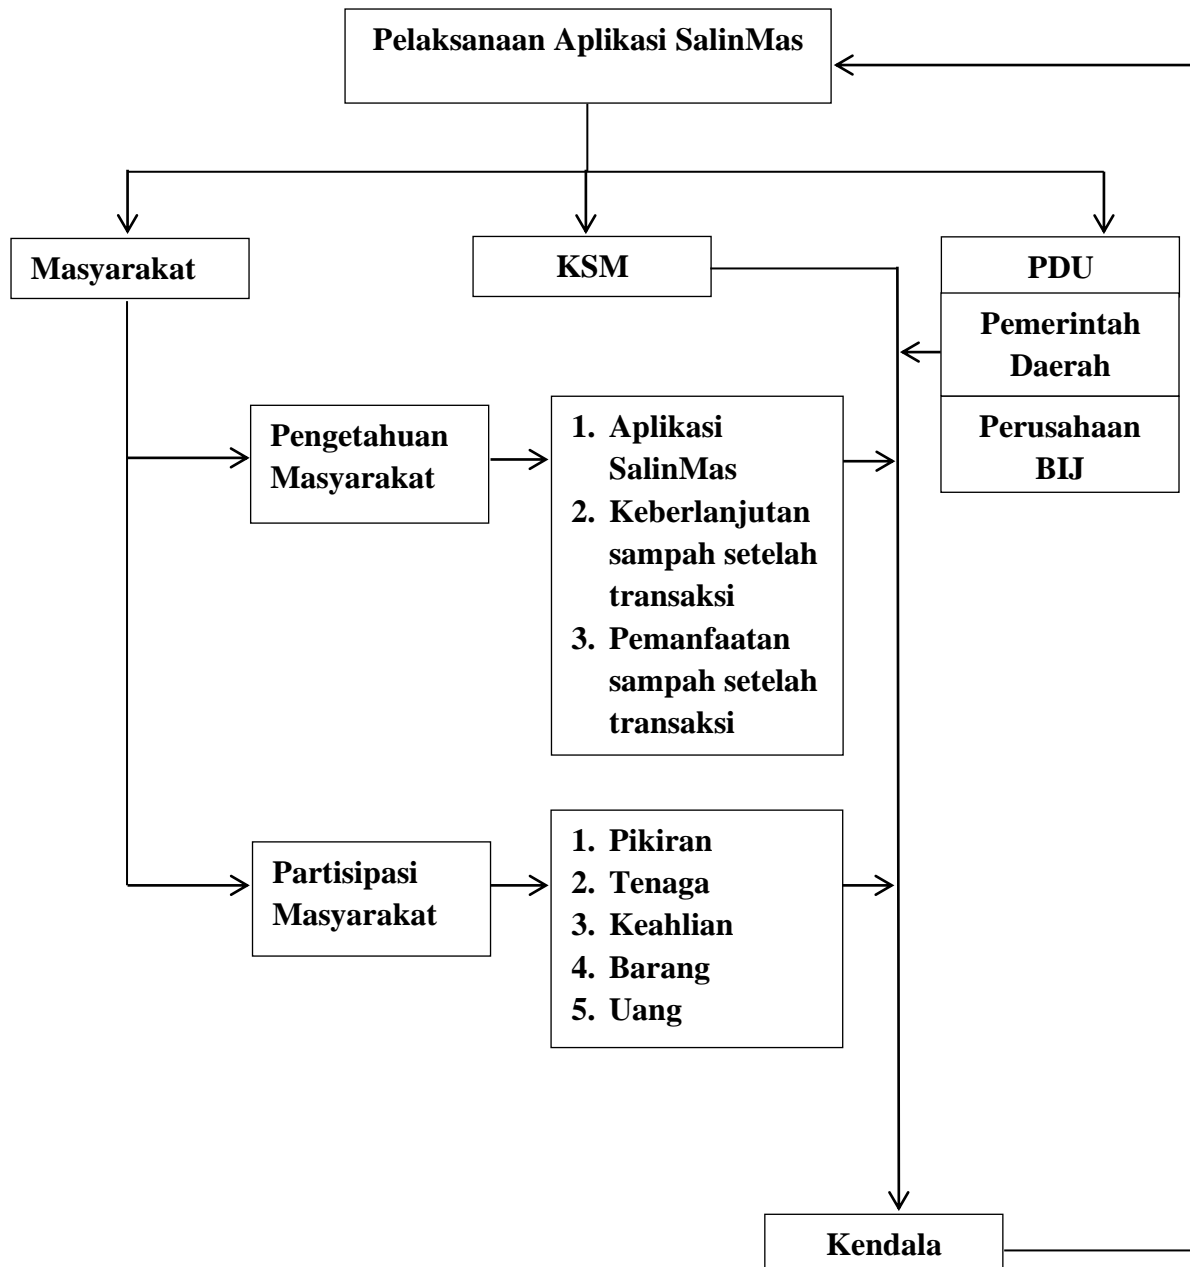 Pelaksanaan Aplikasi SalinMas
Masyarakat
KSM
PDU
Pemerintah
Daerah
Perusahaan
BIJ
Pengetahuan
Masyarakat
1. Aplikasi
SalinMas
2. Keberlanjutan
sampah setelah
transaksi
3. Pemanfaatan
sampah setelah
transaksi
Partisipasi
Masyarakat
1. Pikiran
2. Tenaga
3. Keahlian
4. Barang
5. Uang
Kendala